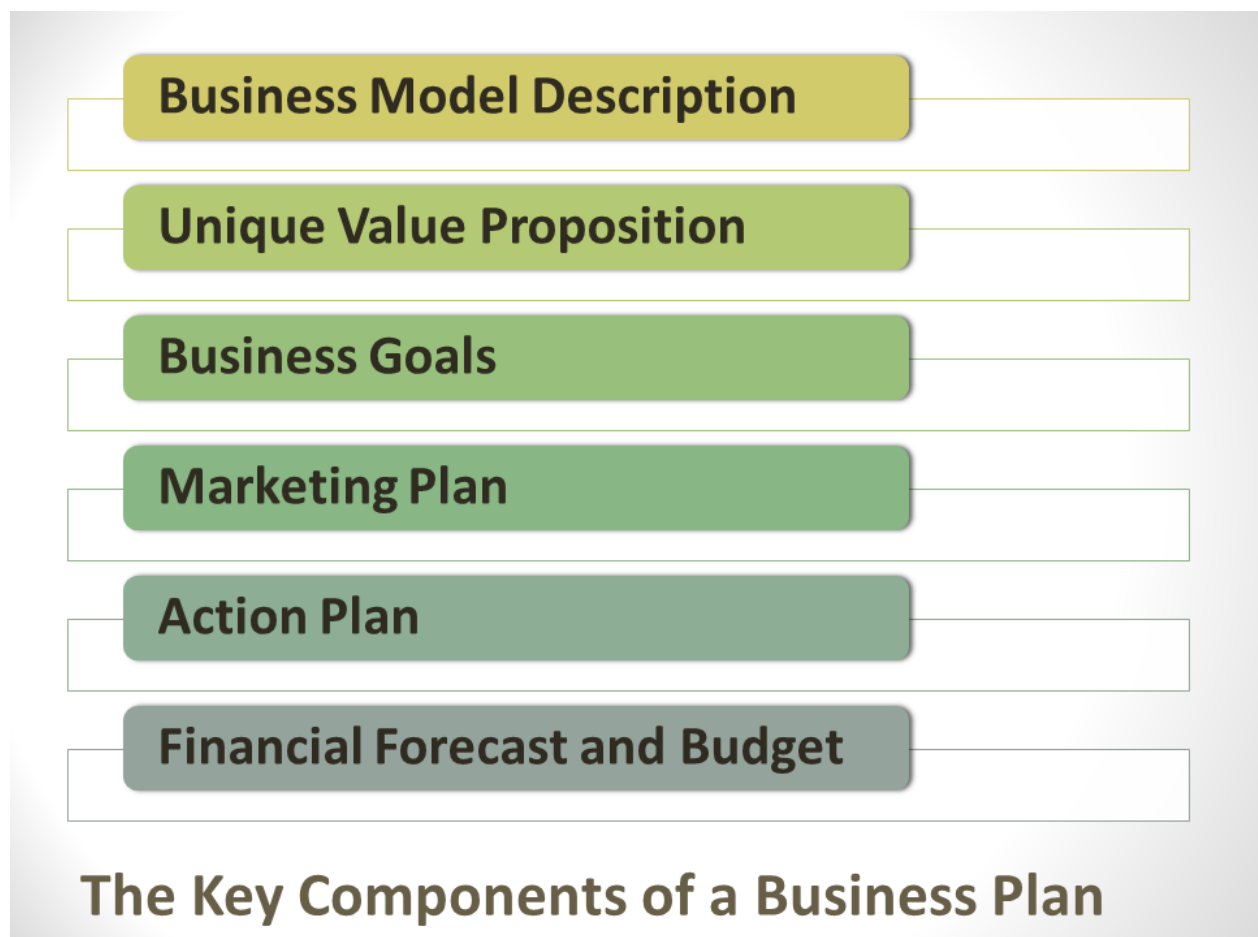 Business Model Description
Unique Value Proposition
Business Goals
Marketing Plan
Action Plan
Financial Forecast and Budget
The Key Components of a Business Plan